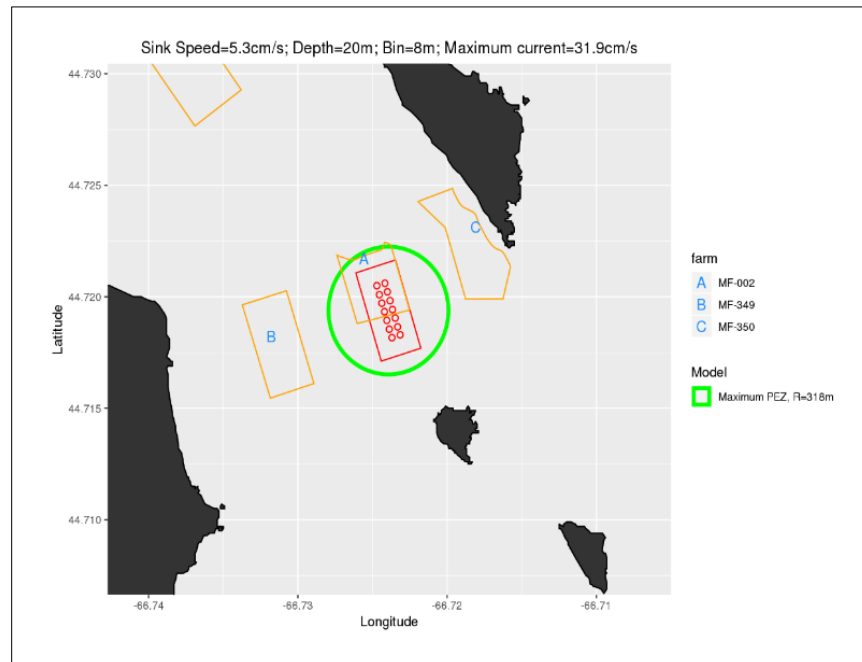 Sink Speed=5.3cm/s; Depth=20m; Bin=8m; Maximum current=31.9cm/s
44.730
44.725
44.720
44.715
44.710
Latitude
A
B
C
-66.74
-66.73
-66.72
-66.71
Longitude
farm
A MF-002
B MF-349
C MF-350
Model
Maximum PEZ, R=318m